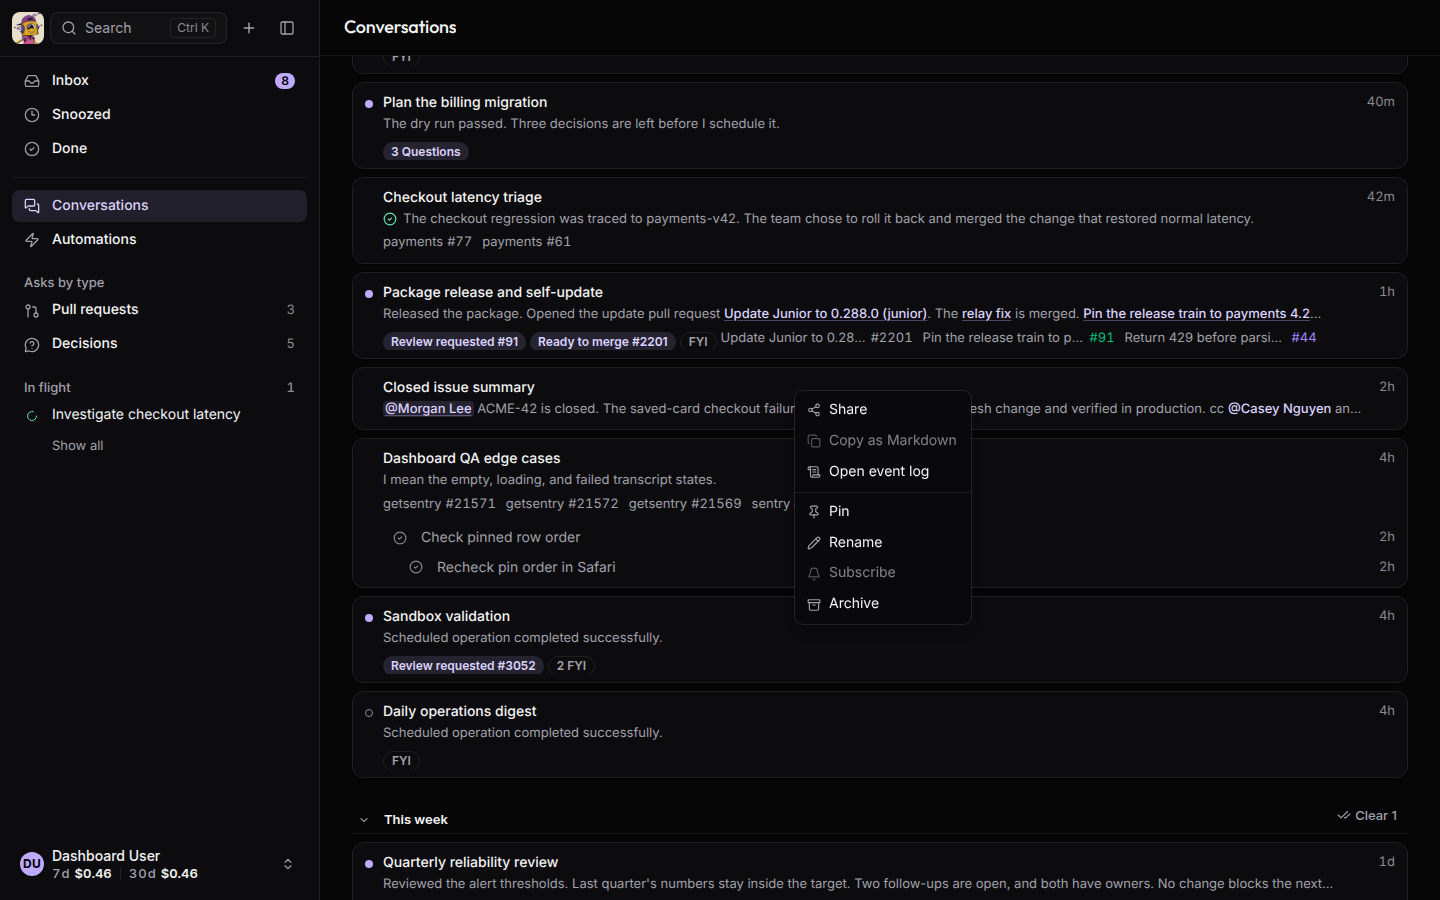 Search
Ctrl K
Inbox
8
Snoozed
Done
Conversations
Automations
Asks by type
Pull requests
3
Decisions
5
In flight
1
Investigate checkout latency
Show all
DU
Dashboard User
7d $0.46
30d $0.46
Conversations
FYI
Plan the billing migration
40m
The dry run passed. Three decisions are left before I schedule it.
3 Questions
Checkout latency triage
42m
The checkout regression was traced to payments-v42. The team chose to roll it back and merged the change that restored normal latency.
payments #77 payments #61
Package release and self-update
1h
Released the package. Opened the update pull request Update Junior to 0.288.0 (junior). The relay fix is merged. Pin the release train to payments 4.2...
Review requested #91 Ready to merge #2201 FYI Update Junior to 0.28... #2201 Pin the release train to p... #91 Return 429 before parsi... #44
Closed issue summary
2h
@Morgan Lee ACME-42 is closed. The saved-card checkout failur
esh change and verified in production. cc @Casey Nguyen an...
Dashboard QA edge cases
4h
I mean the empty, loading, and failed transcript states.
getsentry #21571 getsentry #21572 getsentry #21569 sentry
Check pinned row order
2h
Recheck pin order in Safari
2h
Share
Copy as Markdown
Open event log
Pin
Rename
Subscribe
Archive
Sandbox validation
4h
Scheduled operation completed successfully.
Review requested #3052 2 FYI
Daily operations digest
4h
Scheduled operation completed successfully.
FYI
This week
Clear 1
Quarterly reliability review
1d
Reviewed the alert thresholds. Last quarter's numbers stay inside the target. Two follow-ups are open, and both have owners. No change blocks the next...